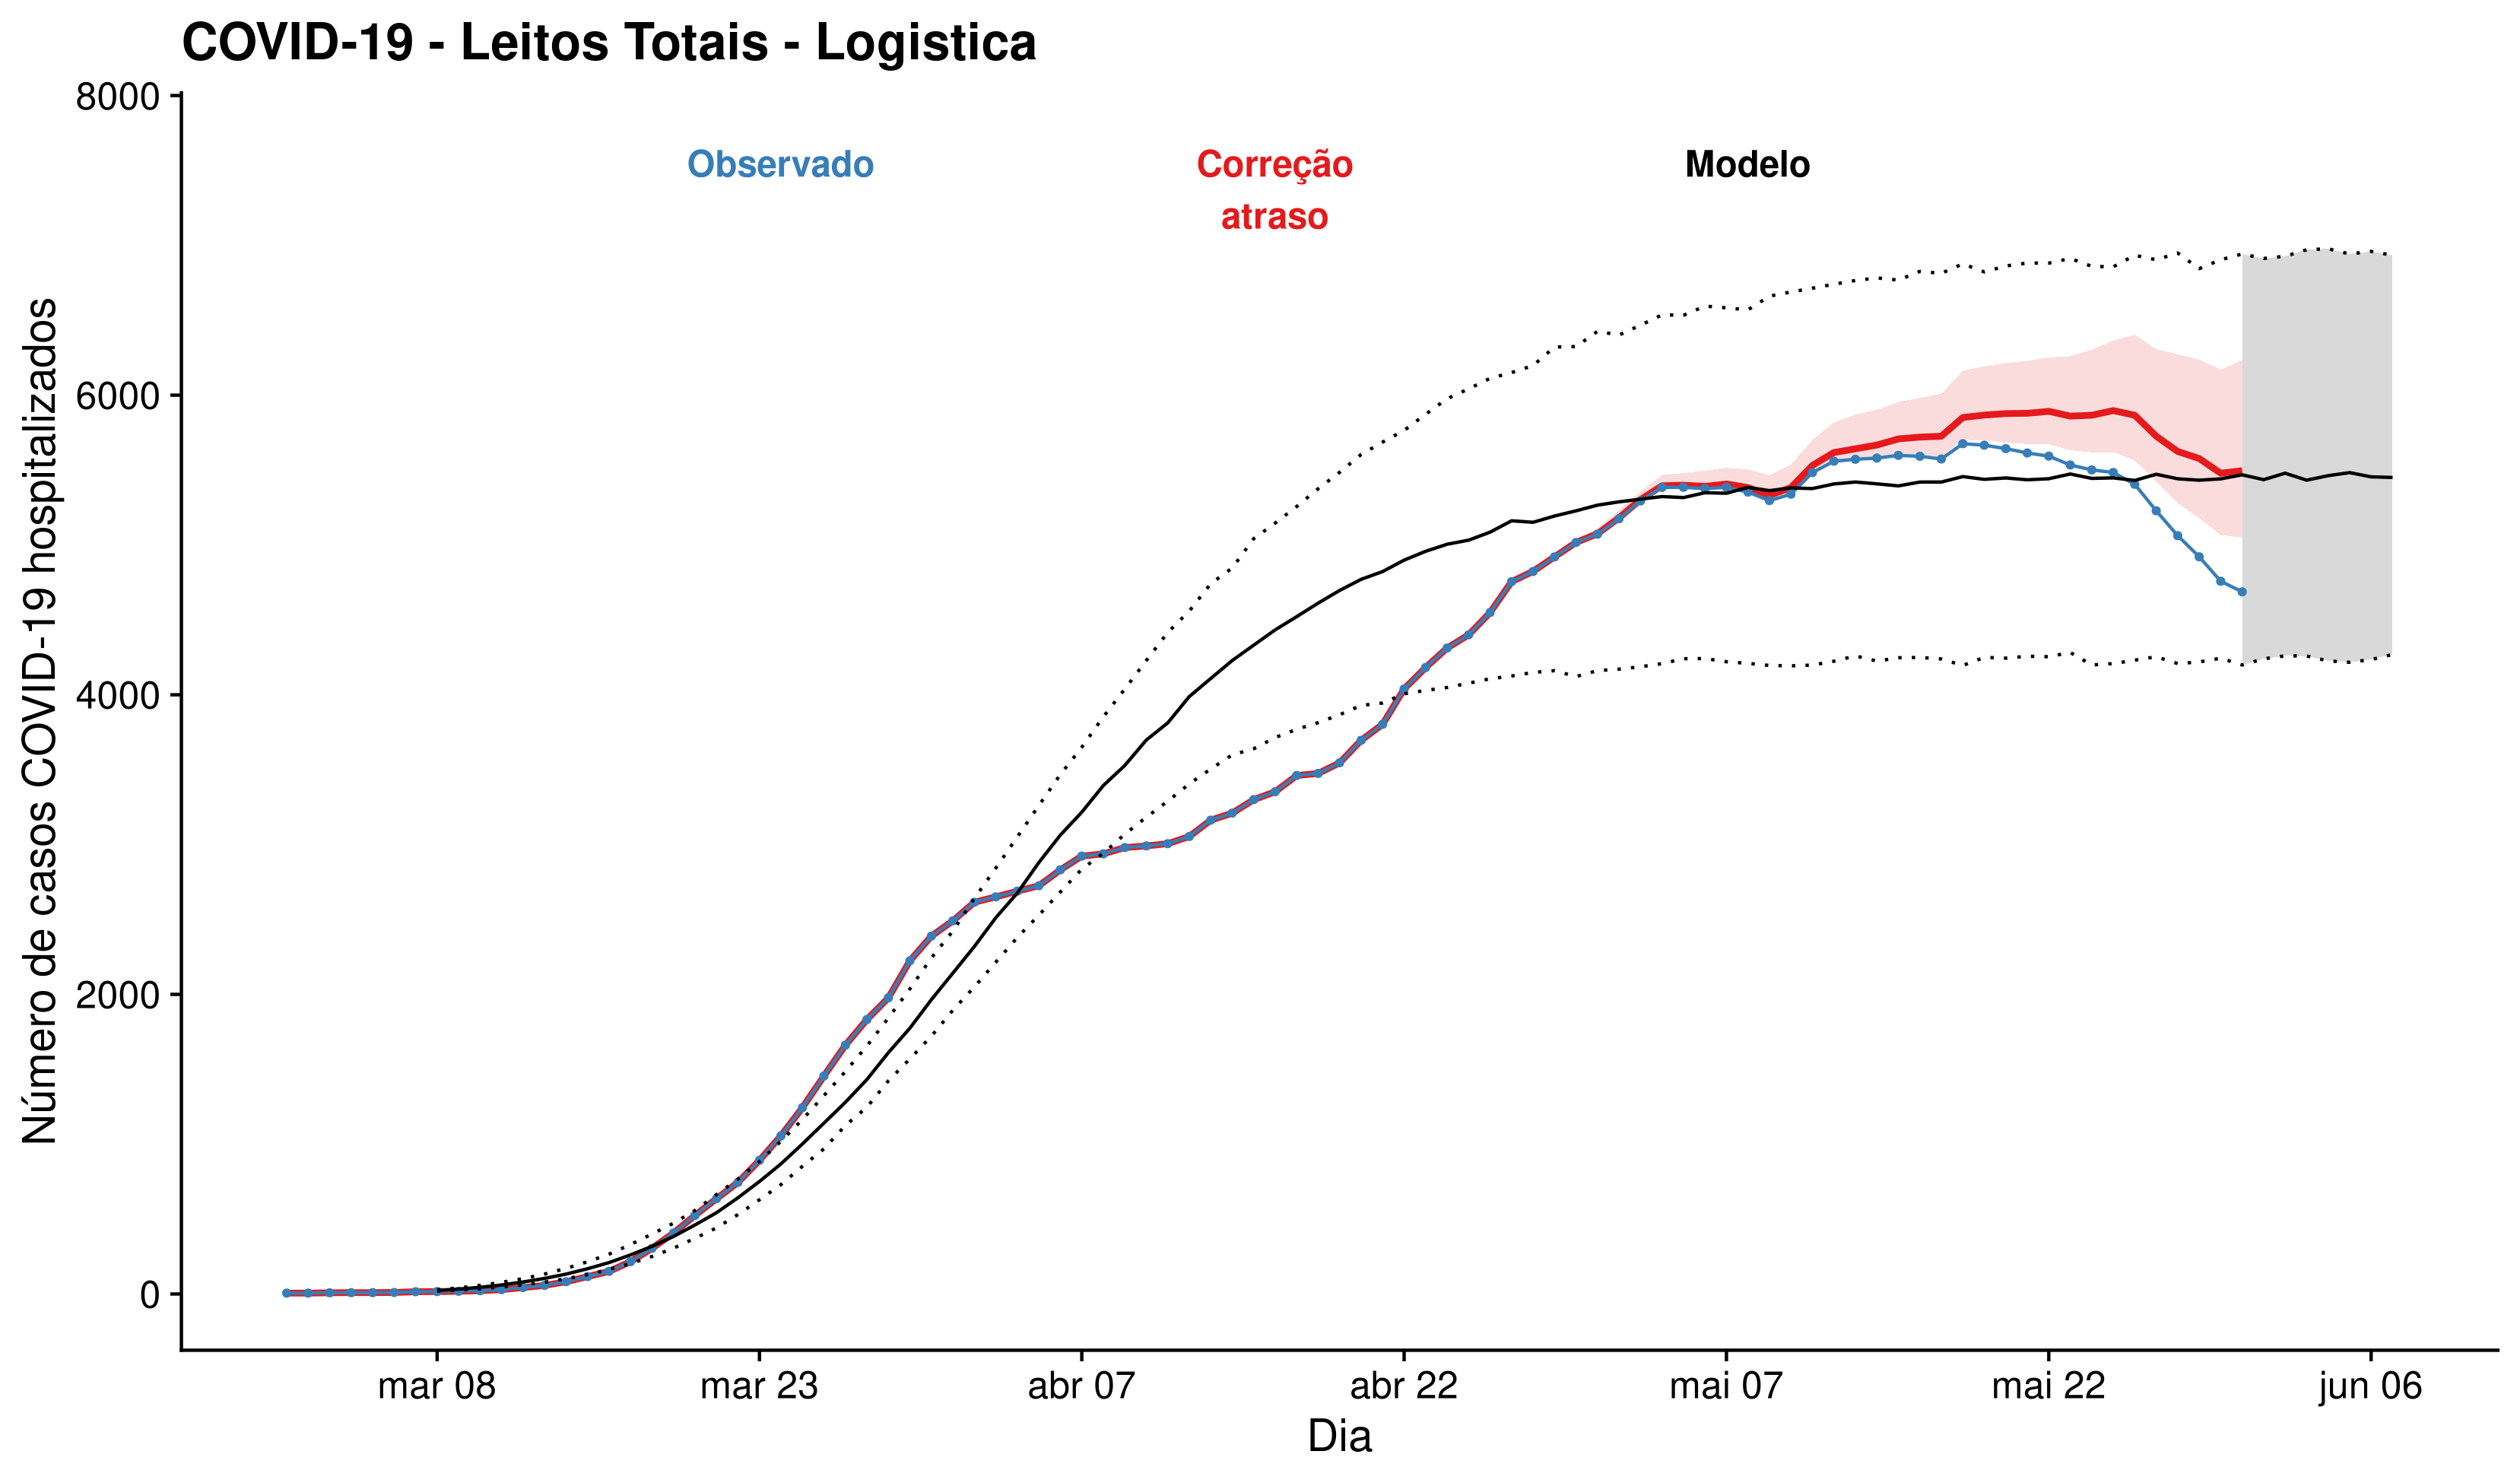 COVID-19 - Leitos Totais - Logistica
8000
Observado
Correção
atraso
Modelo
6000
4000
2000
0
Número de casos COVID-19 hospitalizados
mar 08
mar 23
abr 07
abr 22
mai 07
mai 22
jun 06
Dia